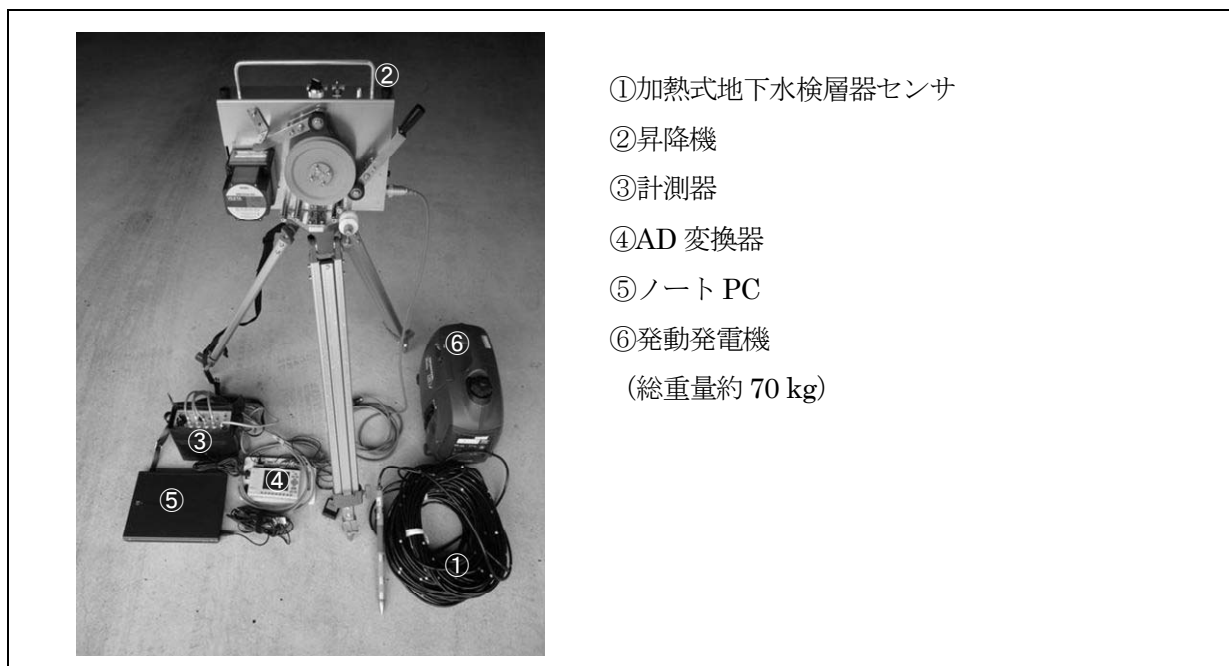 ②
⑥
③
④
⑤
①
①加熱式地下水検層器センサ
②昇降機
③計測器
④AD 変換器
⑤ノート PC
⑥発動発電機
（総重量約 70 kg）